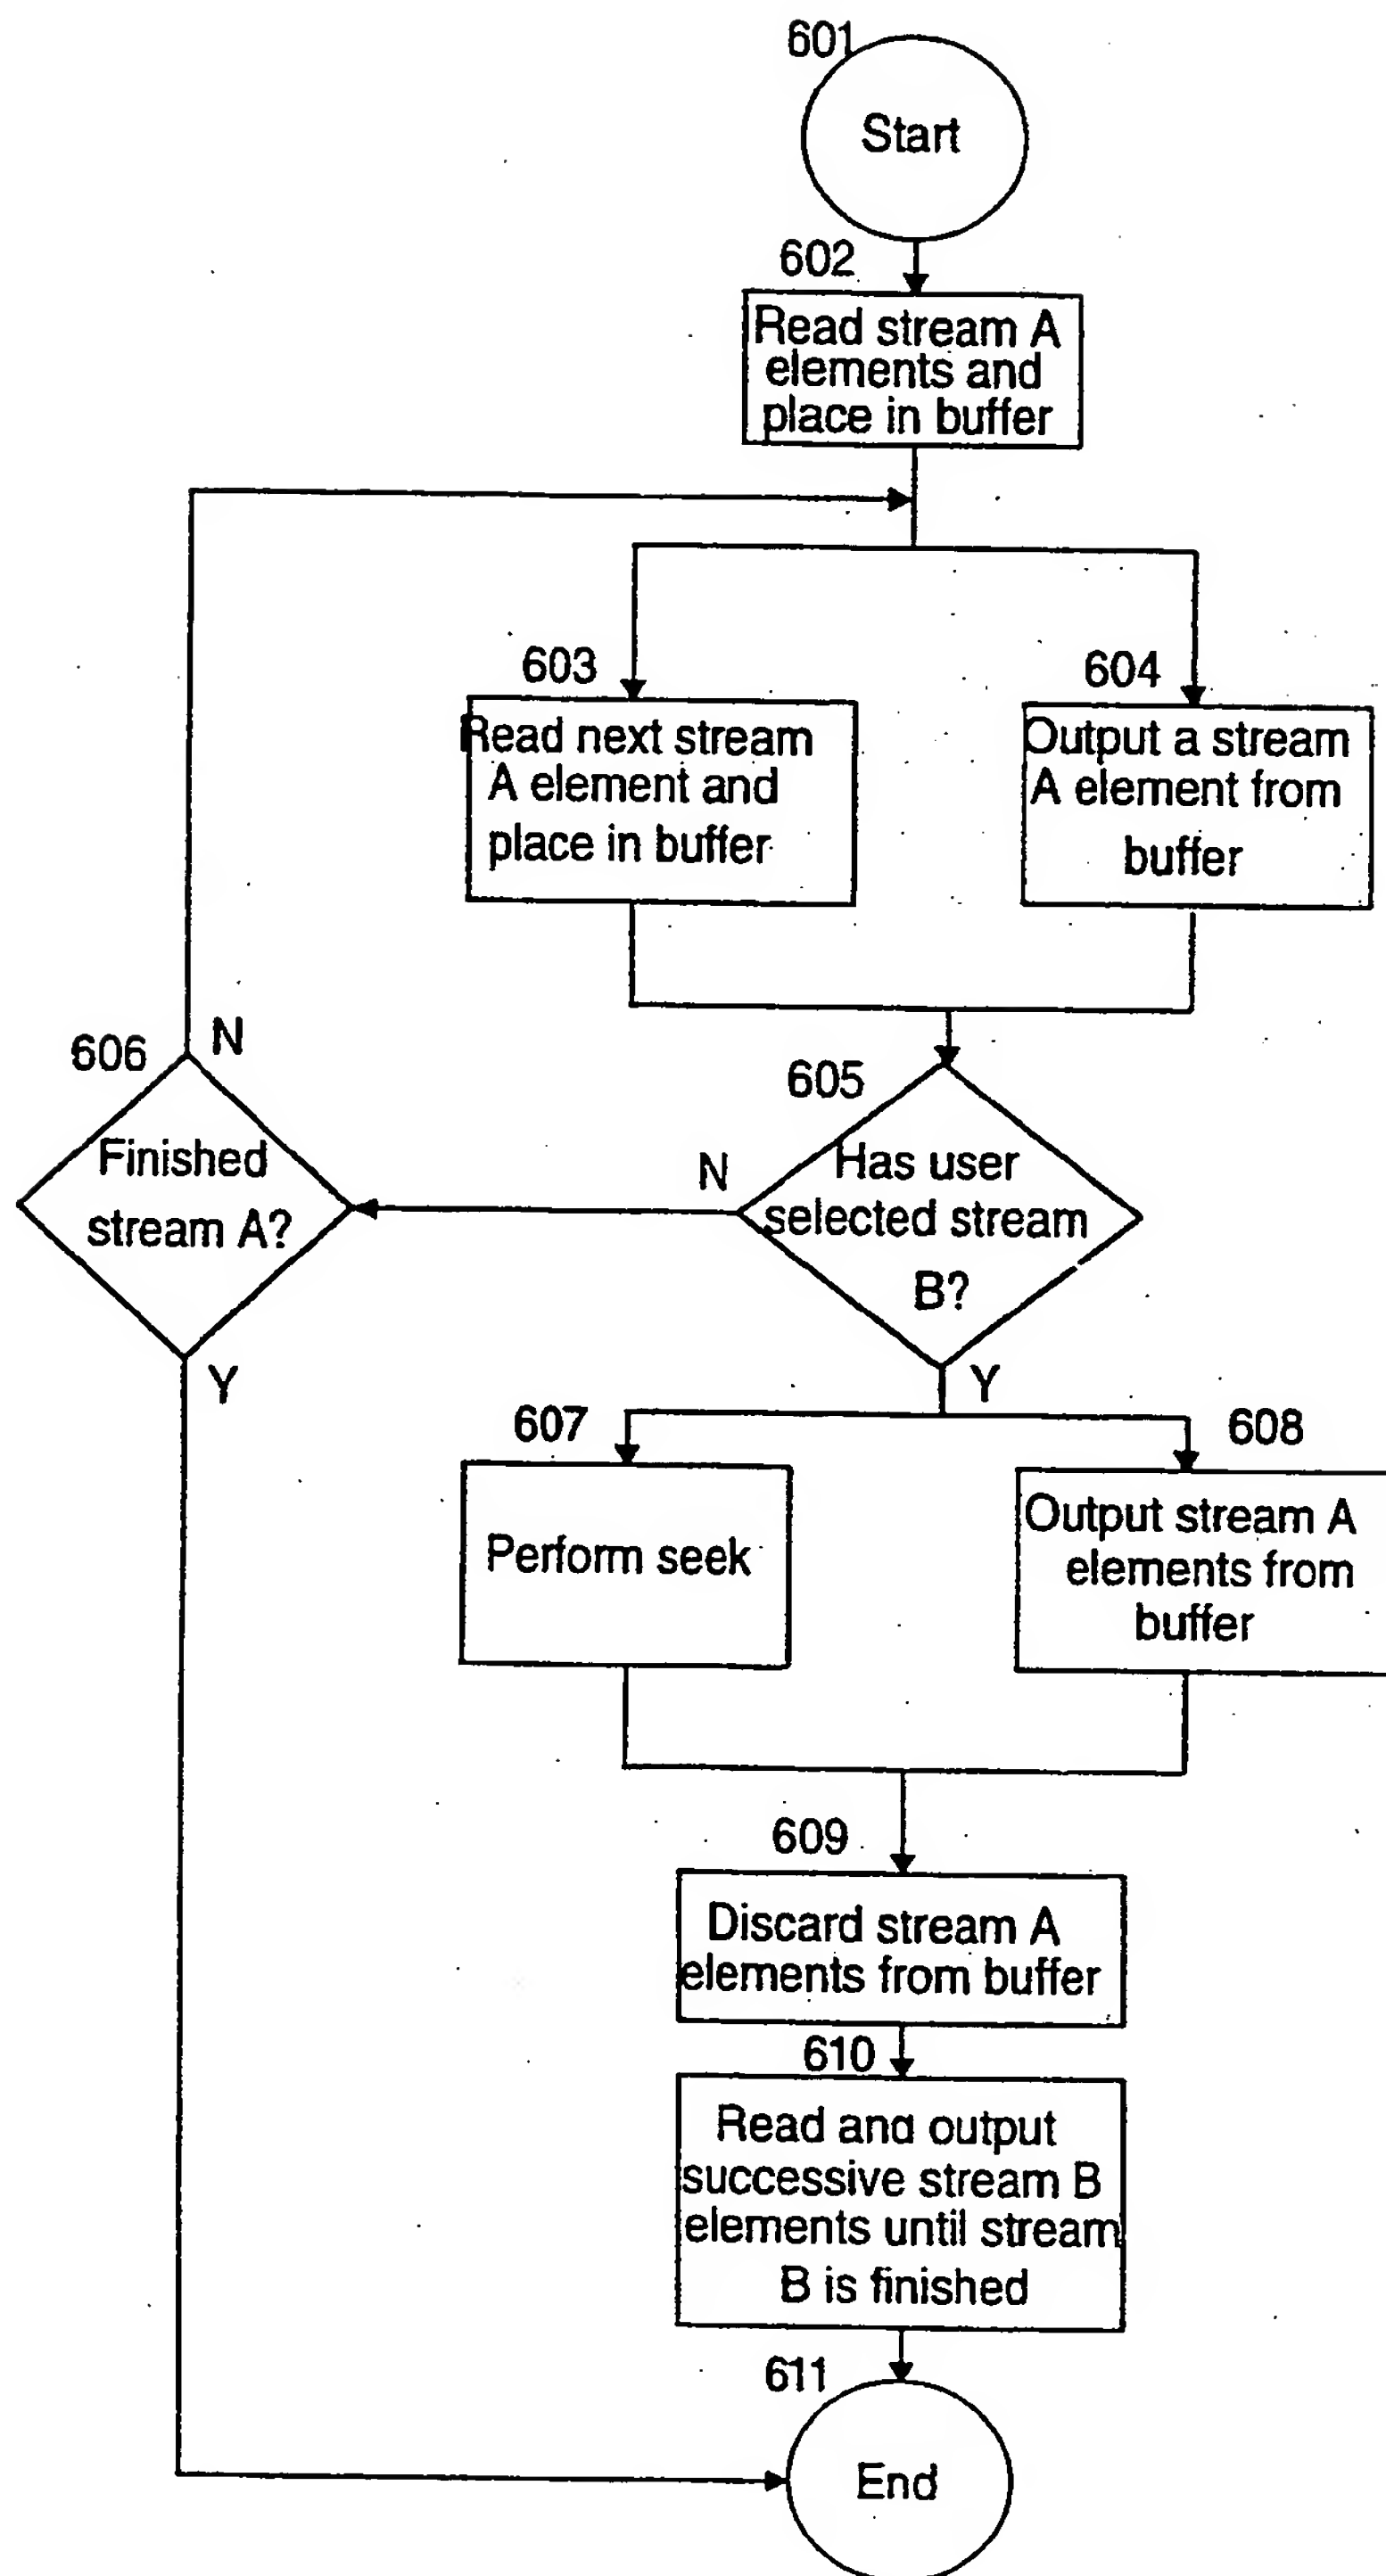 601
Start
602
Read stream A
elements and
place in buffer
603
Read next stream
A element and
place in buffer
604
Output a stream
A element from
buffer
605
Has user
selected stream
B?
N
Y
606
N
Finished
stream A?
Y
607
Perform seek
608
Output stream A
elements from
buffer
609
Discard stream A
elements from buffer
610
Read and output
successive stream B
elements until stream
B is finished
611
End